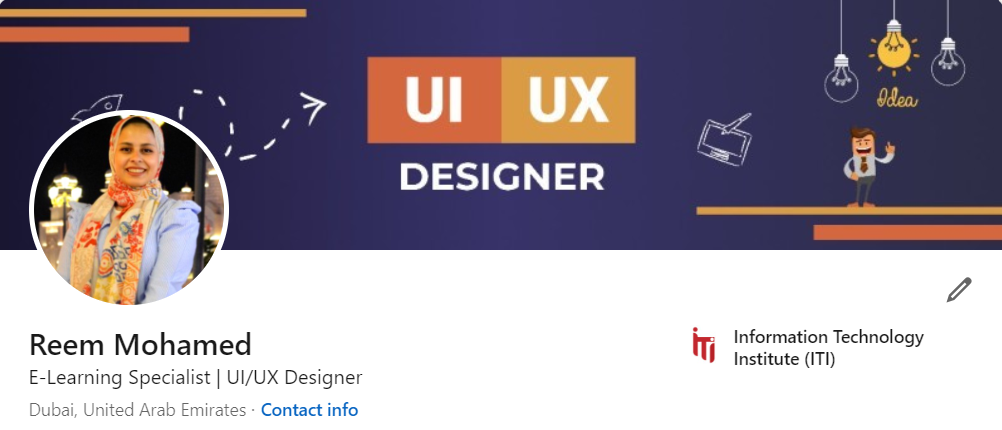 UI UX
DESIGNER
Idea
Reem Mohamed
E-Learning Specialist | UI/UX Designer
Dubai, United Arab Emirates · Contact info
iTi
Information Technology
Institute (ITI)